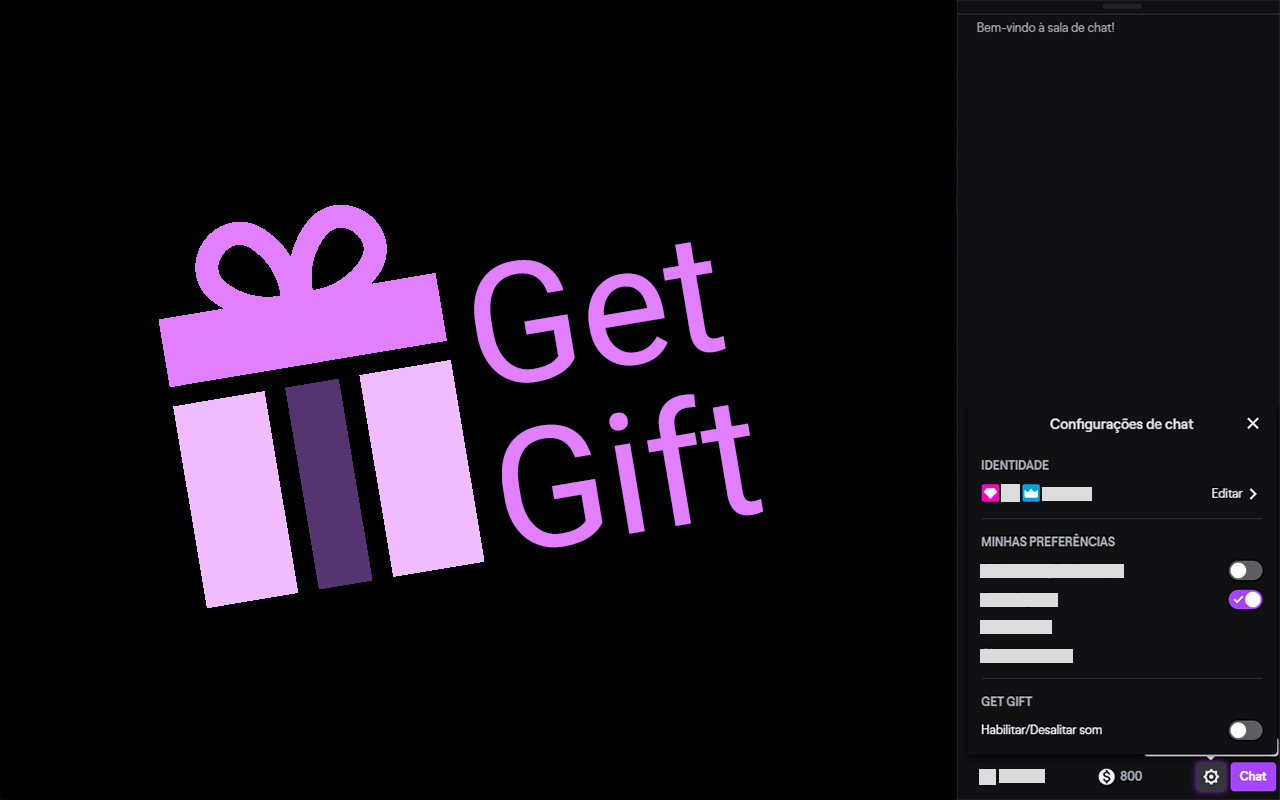 Get
Gift
Bem-vindo à sala de chat!
Configurações de chat
IDENTIDADE
Editar
MINHAS PREFERÊNCIAS
GET GIFT
Habilitar/Desalitar som
800
Chat